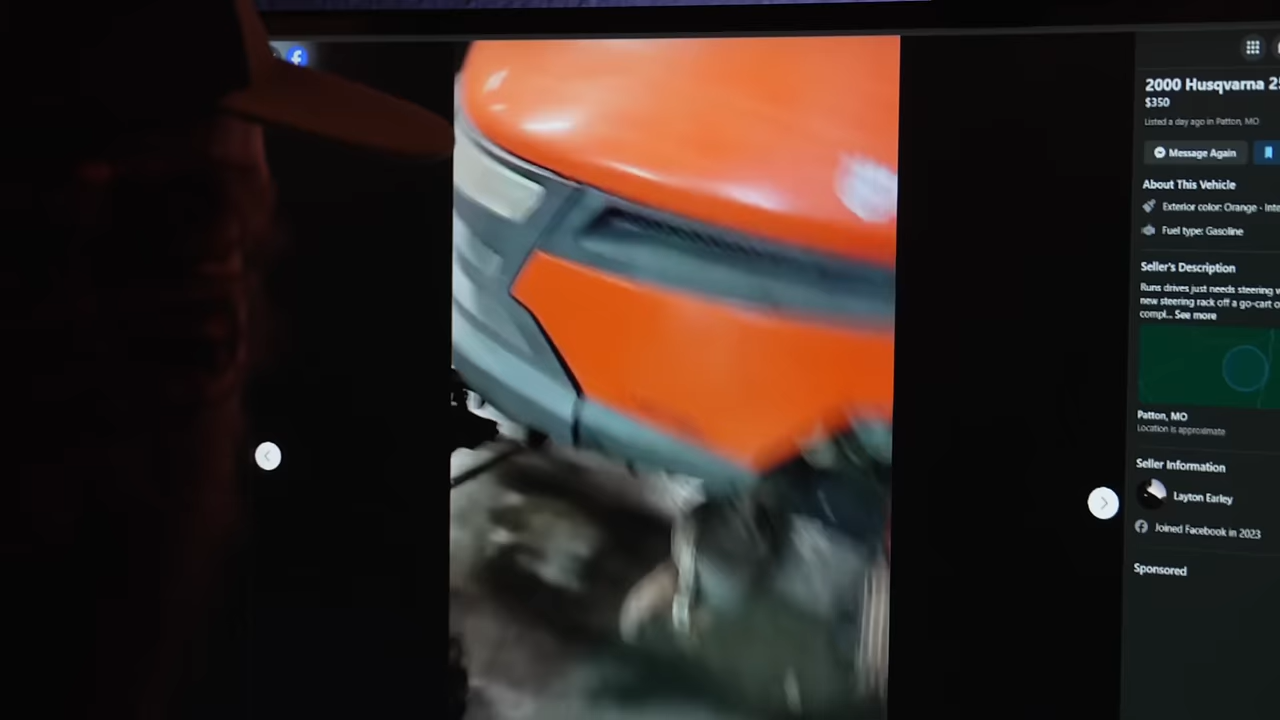 2000 Husqvarna
$350
Listed a day ago in Patton, MO
Message Again
About This Vehicle
Exterior color: Orange -
Fuel type: Gasoline
Seller's Description
Runs drives just needs steering
new steering rack off a go-cart
compl... See more
Patton, MO
Location is approximate
Seller Information
Layton Earley
Joined Facebook in 2023
Sponsored